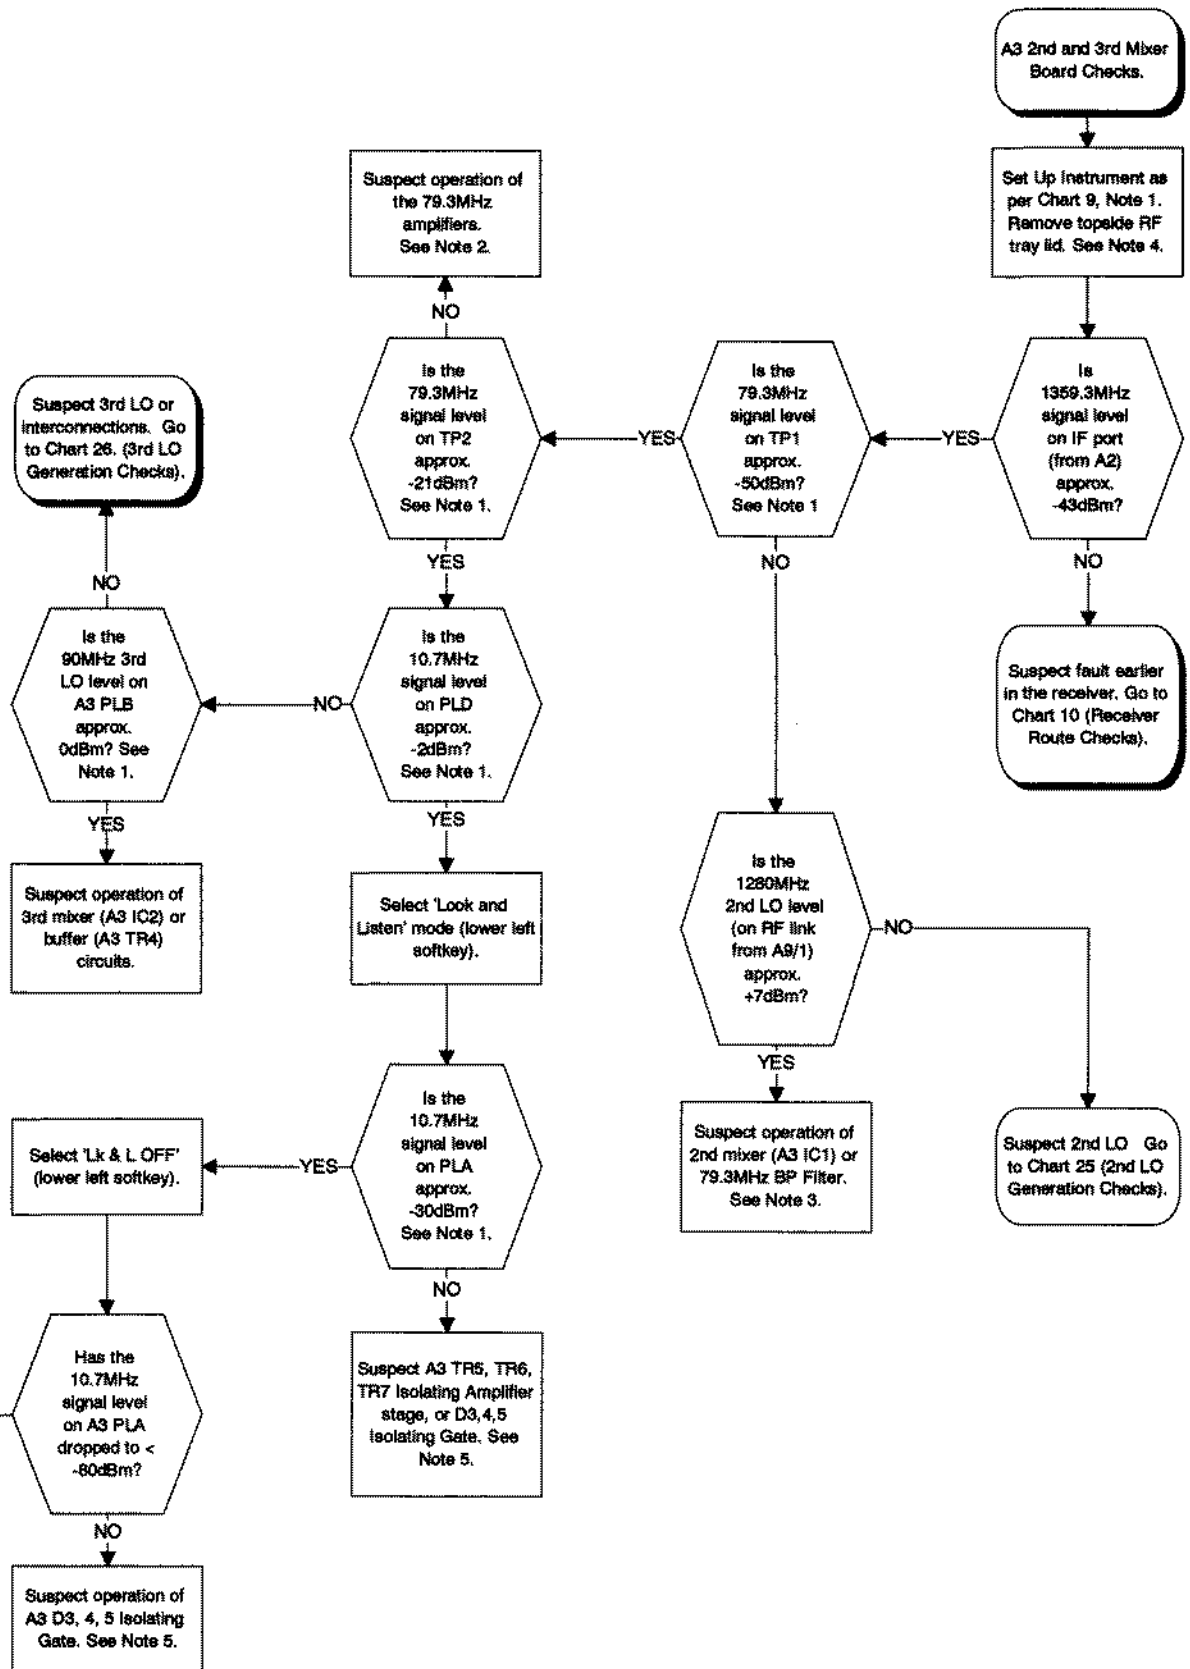 A3 2nd and 3rd Mixer
Board Checks.
Set Up Instrument as
per Chart 9, Note 1.
Remove topside RF
tray lid. See Note 4.
Is
1359.3MHz
signal level
on IF port
(from A2)
approx.
-43dBm?
YES
NO
Suspect fault earlier
in the receiver. Go to
Chart 10 (Receiver
Route Checks).
Is the
79.3MHz
signal level
on TP1
approx.
-50dBm?
See Note 1
YES
NO
Is the
1280MHz
2nd LO level
(on RF link
from A9/1)
approx.
+7dBm?
NO
YES
Suspect 2nd LO Go
to Chart 25 (2nd LO
Generation Checks).
Suspect operation of
2nd mixer (A3 IC1) or
79.3MHz BP Filter.
See Note 3.
Suspect operation of
the 79.3MHz
amplifiers.
See Note 2.
NO
Is the
79.3MHz
signal level
on TP2
approx.
-21dBm?
See Note 1.
YES
Is the
10.7MHz
signal level
on PLD
approx.
-2dBm?
See Note 1.
NO
YES
Suspect 3rd LO or
interconnections. Go
to Chart 26. (3rd LO
Generation Checks).
NO
Is the
90MHz 3rd
LO level on
A3 PLB
approx.
0dBm? See
Note 1.
YES
Suspect operation of
3rd mixer (A3 IC2) or
buffer (A3 TR4)
circuits.
Select 'Look and
Listen' mode (lower left
softkey).
Is the
10.7MHz
signal level
on PLA
approx.
-30dBm?
See Note 1.
YES
NO
Suspect A3 TR5, TR6,
TR7 Isolating Amplifier
stage, or D3,4,5
Isolating Gate. See
Note 5.
Select 'Lk & L OFF'
(lower left softkey).
Has the
10.7MHz
signal level
on A3 PLA
dropped to <
-80dBm?
NO
Suspect operation of
A3 D3, 4, 5 Isolating
Gate. See Note 5.